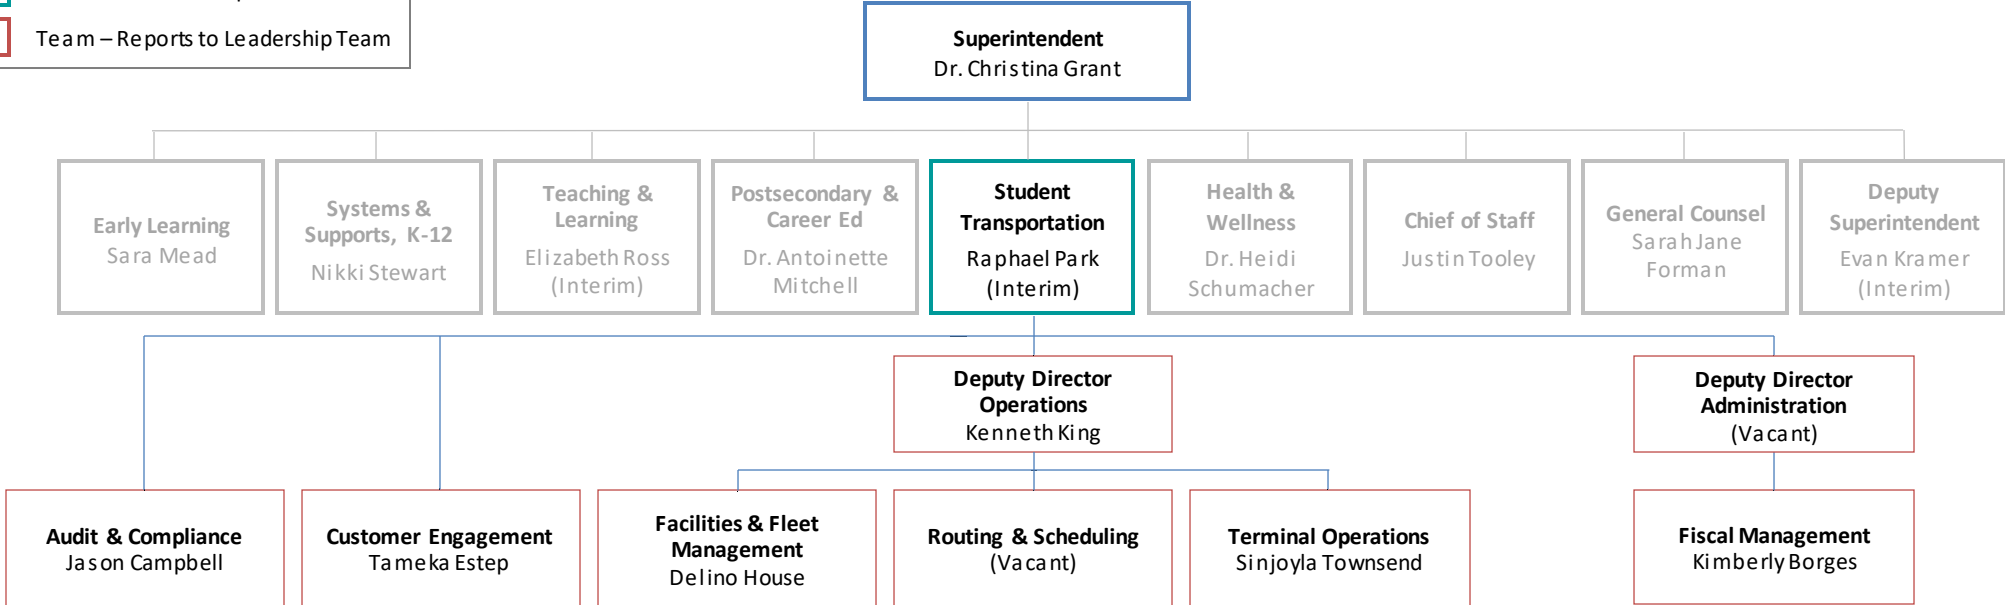 Team – Reports to Leadership Team
Superintendent
Dr. Christina Grant
Early Learning
Sara Mead
Systems &
Supports, K-12
Nikki Stewart
Teaching &
Learning
Elizabeth Ross
(Interim)
Postsecondary &
Career Ed
Dr. Antoinette
Mitchell
Student
Transportation
Raphael Park
(Interim)
Health &
Wellness
Dr. Heidi
Schumacher
Chief of Staff
Justin Tooley
General Counsel
Sarah Jane
Forman
Deputy
Superintendent
Evan Kramer
(Interim)
Deputy Director
Operations
Kenneth King
Deputy Director
Administration
(Vacant)
Audit & Compliance
Jason Campbell
Customer Engagement
Tameka Estep
Facilities & Fleet
Management
Delino House
Routing & Scheduling
(Vacant)
Terminal Operations
Sinjoyla Townsend
Fiscal Management
Kimberly Borges